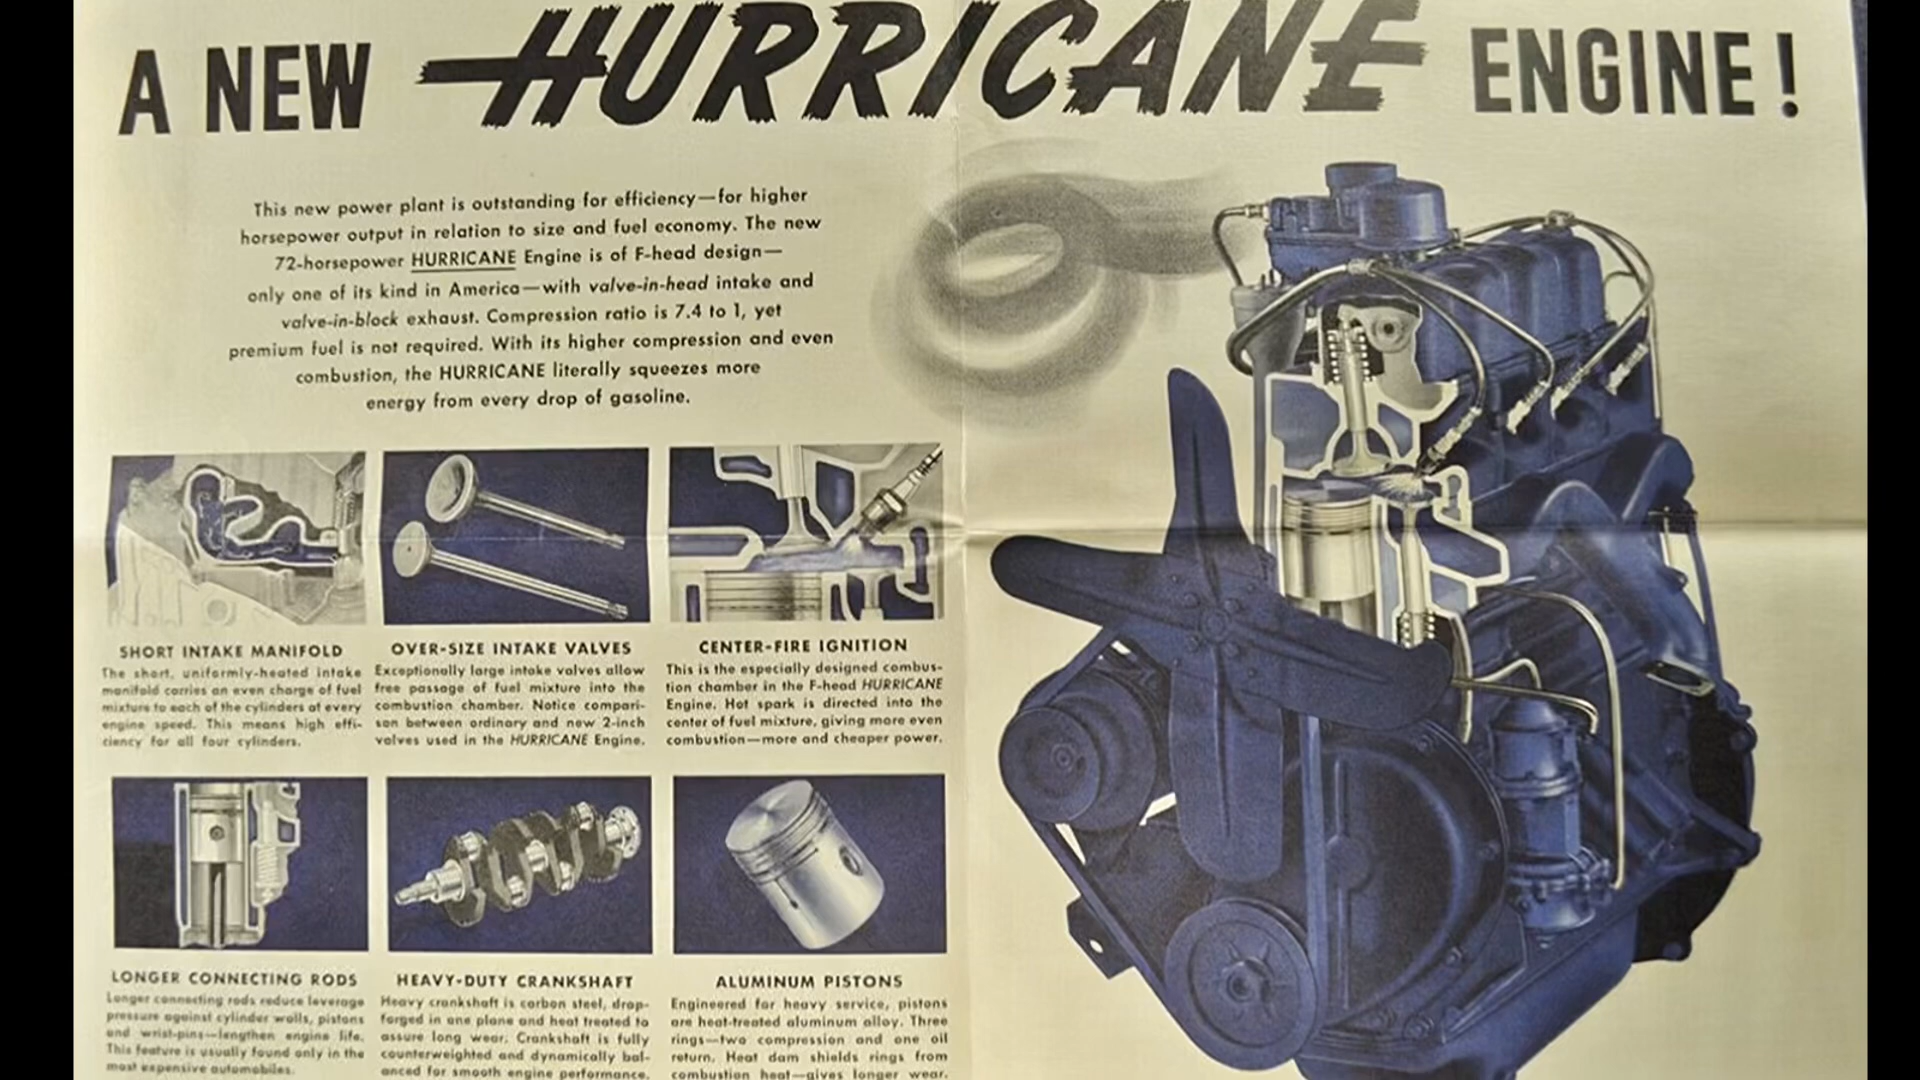 A NEW HURRICANE ENGINE!
This new power plant is outstanding for efficiency—for higher
horsepower output in relation to size and fuel economy. The new
72-horsepower HURRICANE Engine is of F-head design—
only one of its kind in America—with valve-in-head intake and
valve-in-block exhaust. Compression ratio is 7.4 to 1, yet
premium fuel is not required. With its higher compression and even
combustion, the HURRICANE literally squeezes more
energy from every drop of gasoline.
SHORT INTAKE MANIFOLD
The short, uniformly-heated intake
manifold carries an even charge of fuel
mixture to each of the cylinders at every
engine speed. This means high effi-
ciency for all four cylinders.
OVER-SIZE INTAKE VALVES
Exceptionally large intake valves allow
free passage of fuel mixture into the
combustion chamber. Notice compari-
son between ordinary and new 2-inch
valves used in the HURRICANE Engine.
CENTER-FIRE IGNITION
This is the especially designed combus-
tion chamber in the F-head HURRICANE
Engine. Hot spark is directed into the
center of fuel mixture, giving more even
combustion—more and cheaper power.
LONGER CONNECTING RODS
Longer connecting rods reduce leverage
pressure against cylinder walls, pistons
and wrist-pins—lengthen engine life.
This feature is usually found only in the
most expensive automobiles.
HEAVY-DUTY CRANKSHAFT
Heavy crankshaft is carbon steel, drop-
forged in one plane and heat treated to
assure long wear. Crankshaft is fully
counterweighted and dynamically bal-
anced for smooth engine performance.
ALUMINUM PISTONS
Engineered for heavy service, pistons
are heat-treated aluminum alloy. Three
rings—two compression and one oil
return. Heat dam shields rings from
combustion heat—gives longer wear.